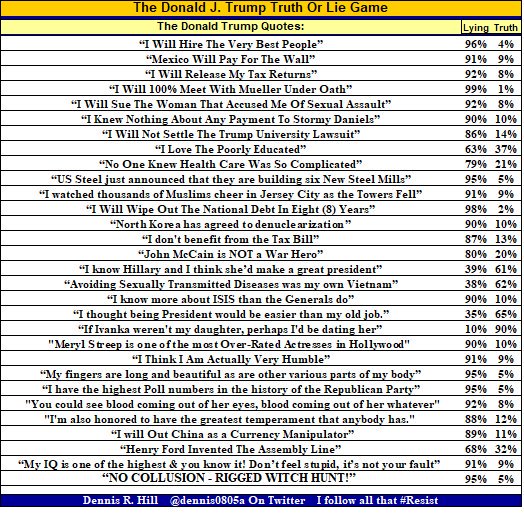 The Donald J. Trump Truth Or Lie Game
The Donald Trump Quotes: Lying Truth
“I Will Hire The Very Best People” 96% 4%
“Mexico Will Pay For The Wall” 91% 9%
“I Will Release My Tax Returns” 92% 8%
“I Will 100% Meet With Mueller Under Oath” 99% 1%
“I Will Sue The Woman That Accused Me Of Sexual Assault” 92% 8%
“I Knew Nothing About Any Payment To Stormy Daniels” 90% 10%
“I Will Not Settle The Trump University Lawsuit” 86% 14%
“I Love The Poorly Educated” 63% 37%
“No One Knew Health Care Was So Complicated” 79% 21%
“US Steel just announced that they are building six New Steel Mills” 95% 5%
“I watched thousands of Muslims cheer in Jersey City as the Towers Fell” 91% 9%
“I Will Wipe Out The National Debt In Eight (8) Years” 98% 2%
“North Korea has agreed to denuclearization” 90% 10%
“I don't benefit from the Tax Bill” 87% 13%
“John McCain is NOT a War Hero” 80% 20%
“I know Hillary and I think she’d make a great president” 39% 61%
“Avoiding Sexually Transmitted Diseases was my own Vietnam” 38% 62%
“I know more about ISIS than the Generals do” 90% 10%
“I thought being President would be easier than my old job.” 35% 65%
“If Ivanka weren't my daughter, perhaps I'd be dating her” 10% 90%
"Meryl Streep is one of the most Over-Rated Actresses in Hollywood" 90% 10%
“I Think I Am Actually Very Humble” 91% 9%
“My fingers are long and beautiful as are other various parts of my body” 95% 5%
“I have the highest Poll numbers in the history of the Republican Party” 95% 5%
"You could see blood coming out of her eyes, blood coming out of her whatever" 92% 8%
"I'm also honored to have the greatest temperament that anybody has." 88% 12%
“I will Out China as a Currency Manipulator” 89% 11%
“Henry Ford Invented The Assembly Line” 68% 32%
“My IQ is one of the highest & you know it! Don’t feel stupid, it’s not your fault” 91% 9%
“NO COLLUSION - RIGGED WITCH HUNT!” 95% 5%
Dennis R. Hill @dennis0805a On Twitter I follow all that #Resist